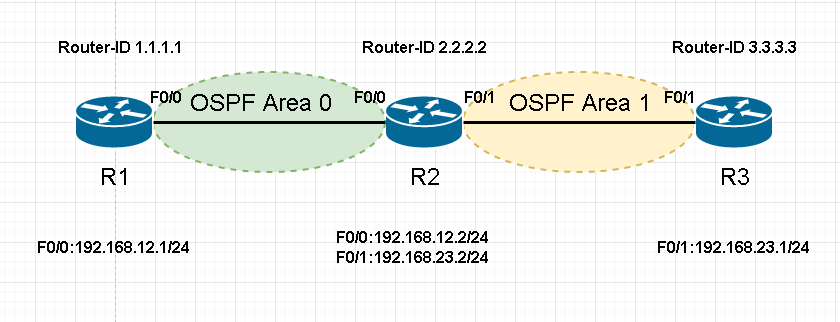 Router-ID 1.1.1.1 Router-ID 2.2.2.2 Router-ID 3.3.3.3
F0/0 OSPF Area 0 F0/0 F0/1 OSPF Area 1 F0/1
R1 R2 R3
F0/0:192.168.12.1/24
F0/0:192.168.12.2/24
F0/1:192.168.23.2/24
F0/1:192.168.23.1/24